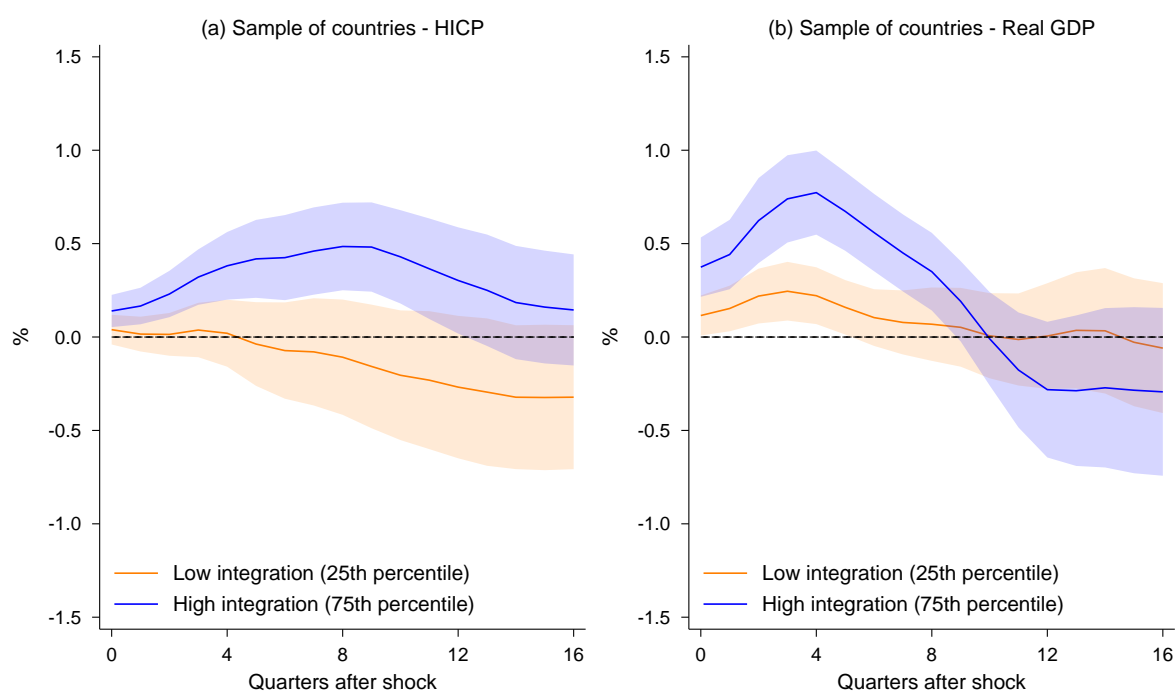 (a) Sample of countries - HICP
%
1.5
1.0
0.5
0.0
-0.5
-1.0
-1.5
Low integration (25th percentile)
High integration (75th percentile)
0 4 8 12 16
Quarters after shock
(b) Sample of countries - Real GDP
%
1.5
1.0
0.5
0.0
-0.5
-1.0
-1.5
Low integration (25th percentile)
High integration (75th percentile)
0 4 8 12 16
Quarters after shock